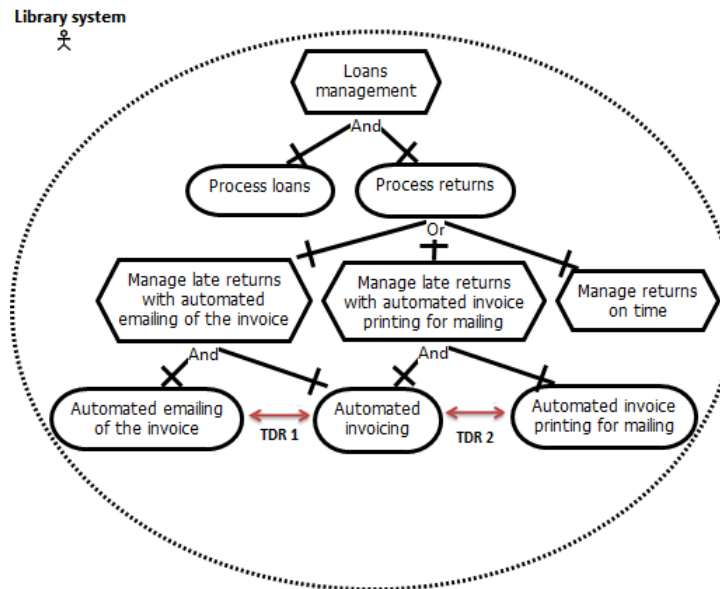 Library system
Loans
management
And
Process loans
Process returns
Or
Manage late returns
with automated
emailing of the invoice
Manage late returns
with automated invoice
printing for mailing
Manage returns
on time
And
And
Automated emailing
of the invoice
TDR 1
Automated
invoicing
TDR 2
Automated invoice
printing for mailing